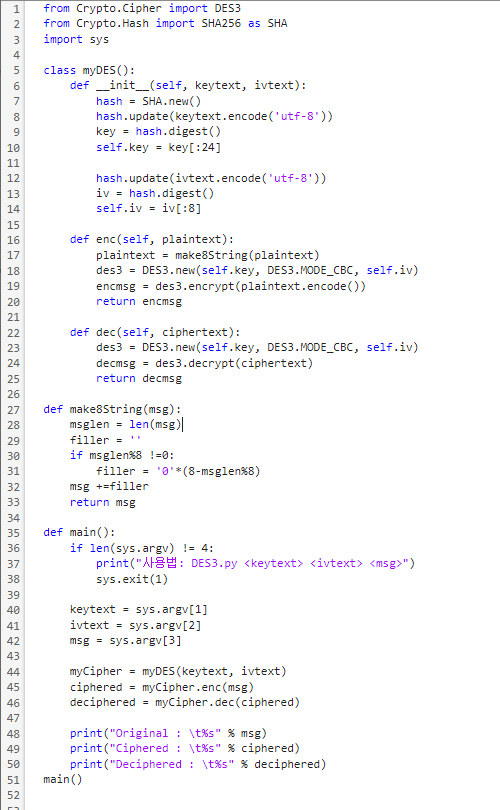 1 from Crypto.Cipher import DES3
2 from Crypto.Hash import SHA256 as SHA
3 import sys
4
5 class myDES():
6     def __init__(self, keytext, ivtext):
7         hash = SHA.new()
8         hash.update(keytext.encode('utf-8'))
9         key = hash.digest()
10         self.key = key[:24]
11
12         hash.update(ivtext.encode('utf-8'))
13         iv = hash.digest()
14         self.iv = iv[:8]
15
16     def enc(self, plaintext):
17         plaintext = make8String(plaintext)
18         des3 = DES3.new(self.key, DES3.MODE_CBC, self.iv)
19         encmsg = des3.encrypt(plaintext.encode())
20         return encmsg
21
22     def dec(self, ciphertext):
23         des3 = DES3.new(self.key, DES3.MODE_CBC, self.iv)
24         decmsg = des3.decrypt(ciphertext)
25         return decmsg
26
27 def make8String(msg):
28     msglen = len(msg)
29     filler = ''
30     if msglen%8 !=0:
31         filler = '0'*(8-msglen%8)
32     msg +=filler
33     return msg
34
35 def main():
36     if len(sys.argv) != 4:
37         print("사용법: DES3.py <keytext> <ivtext> <msg>")
38         sys.exit(1)
39
40     keytext = sys.argv[1]
41     ivtext = sys.argv[2]
42     msg = sys.argv[3]
43
44     myCipher = myDES(keytext, ivtext)
45     ciphered = myCipher.enc(msg)
46     deciphered = myCipher.dec(ciphered)
47
48     print("Original : \t%s" % msg)
49     print("Ciphered : \t%s" % ciphered)
50     print("Deciphered : \t%s" % deciphered)
51 main()
52
53